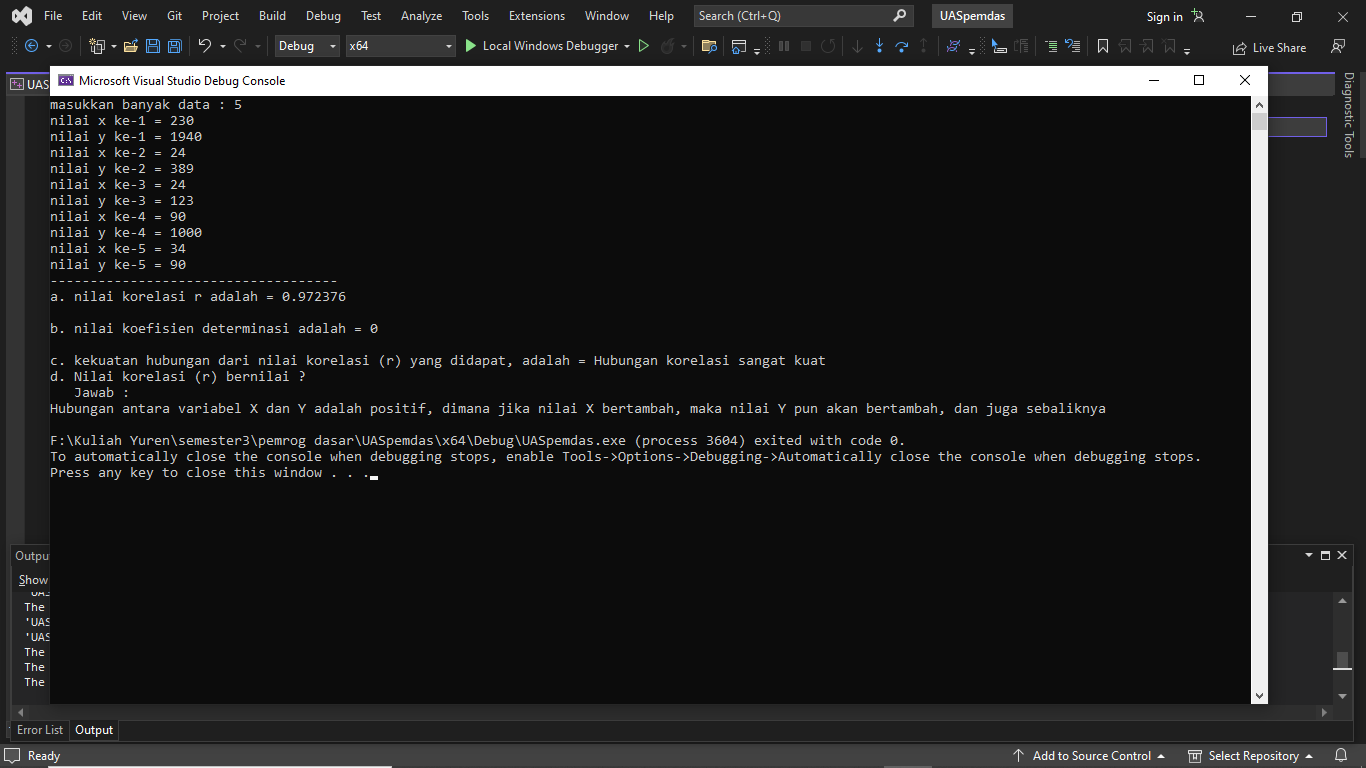 File Edit View Git Project Build Debug Test Analyze Tools Extensions Window Help Search (Ctrl+Q) UASpemdas Sign in
Debug x64 Local Windows Debugger Live Share
UAS
Microsoft Visual Studio Debug Console
Diagnostic Tools
masukkan banyak data : 5
nilai x ke-1 = 230
nilai y ke-1 = 1940
nilai x ke-2 = 24
nilai y ke-2 = 389
nilai x ke-3 = 24
nilai y ke-3 = 123
nilai x ke-4 = 90
nilai y ke-4 = 1000
nilai x ke-5 = 34
nilai y ke-5 = 90
------------------------------------
a. nilai korelasi r adalah = 0.972376
b. nilai koefisien determinasi adalah = 0
c. kekuatan hubungan dari nilai korelasi (r) yang didapat, adalah = Hubungan korelasi sangat kuat
d. Nilai korelasi (r) bernilai ?
Jawab :
Hubungan antara variabel X dan Y adalah positif, dimana jika nilai X bertambah, maka nilai Y pun akan bertambah, dan juga sebaliknya
F:\Kuliah Yuren\semester3\pemrog dasar\UASpemdas\x64\Debug\UASpemdas.exe (process 3604) exited with code 0.
To automatically close the console when debugging stops, enable Tools->Options->Debugging->Automatically close the console when debugging stops.
Press any key to close this window . . .
Outpu
Show
'UAS
The
'UAS
'UAS
The
The
The
Error List Output
Ready Add to Source Control Select Repository